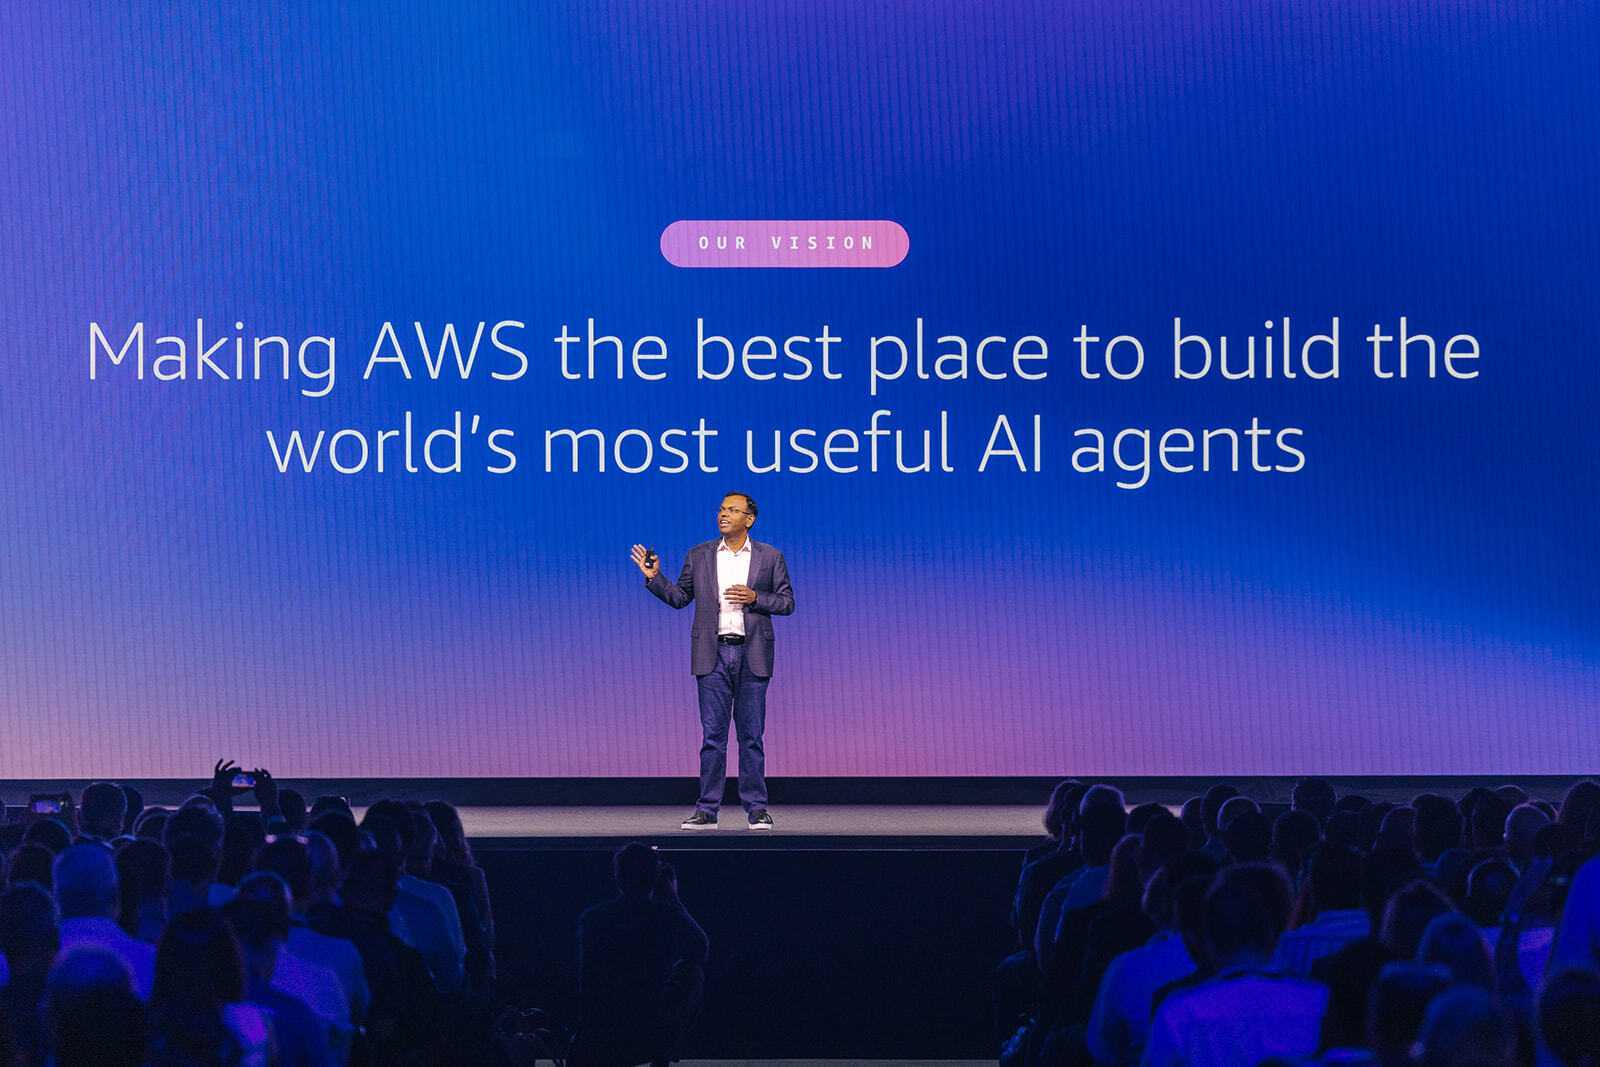 OUR VISION
Making AWS the best place to build the
world’s most useful AI agents